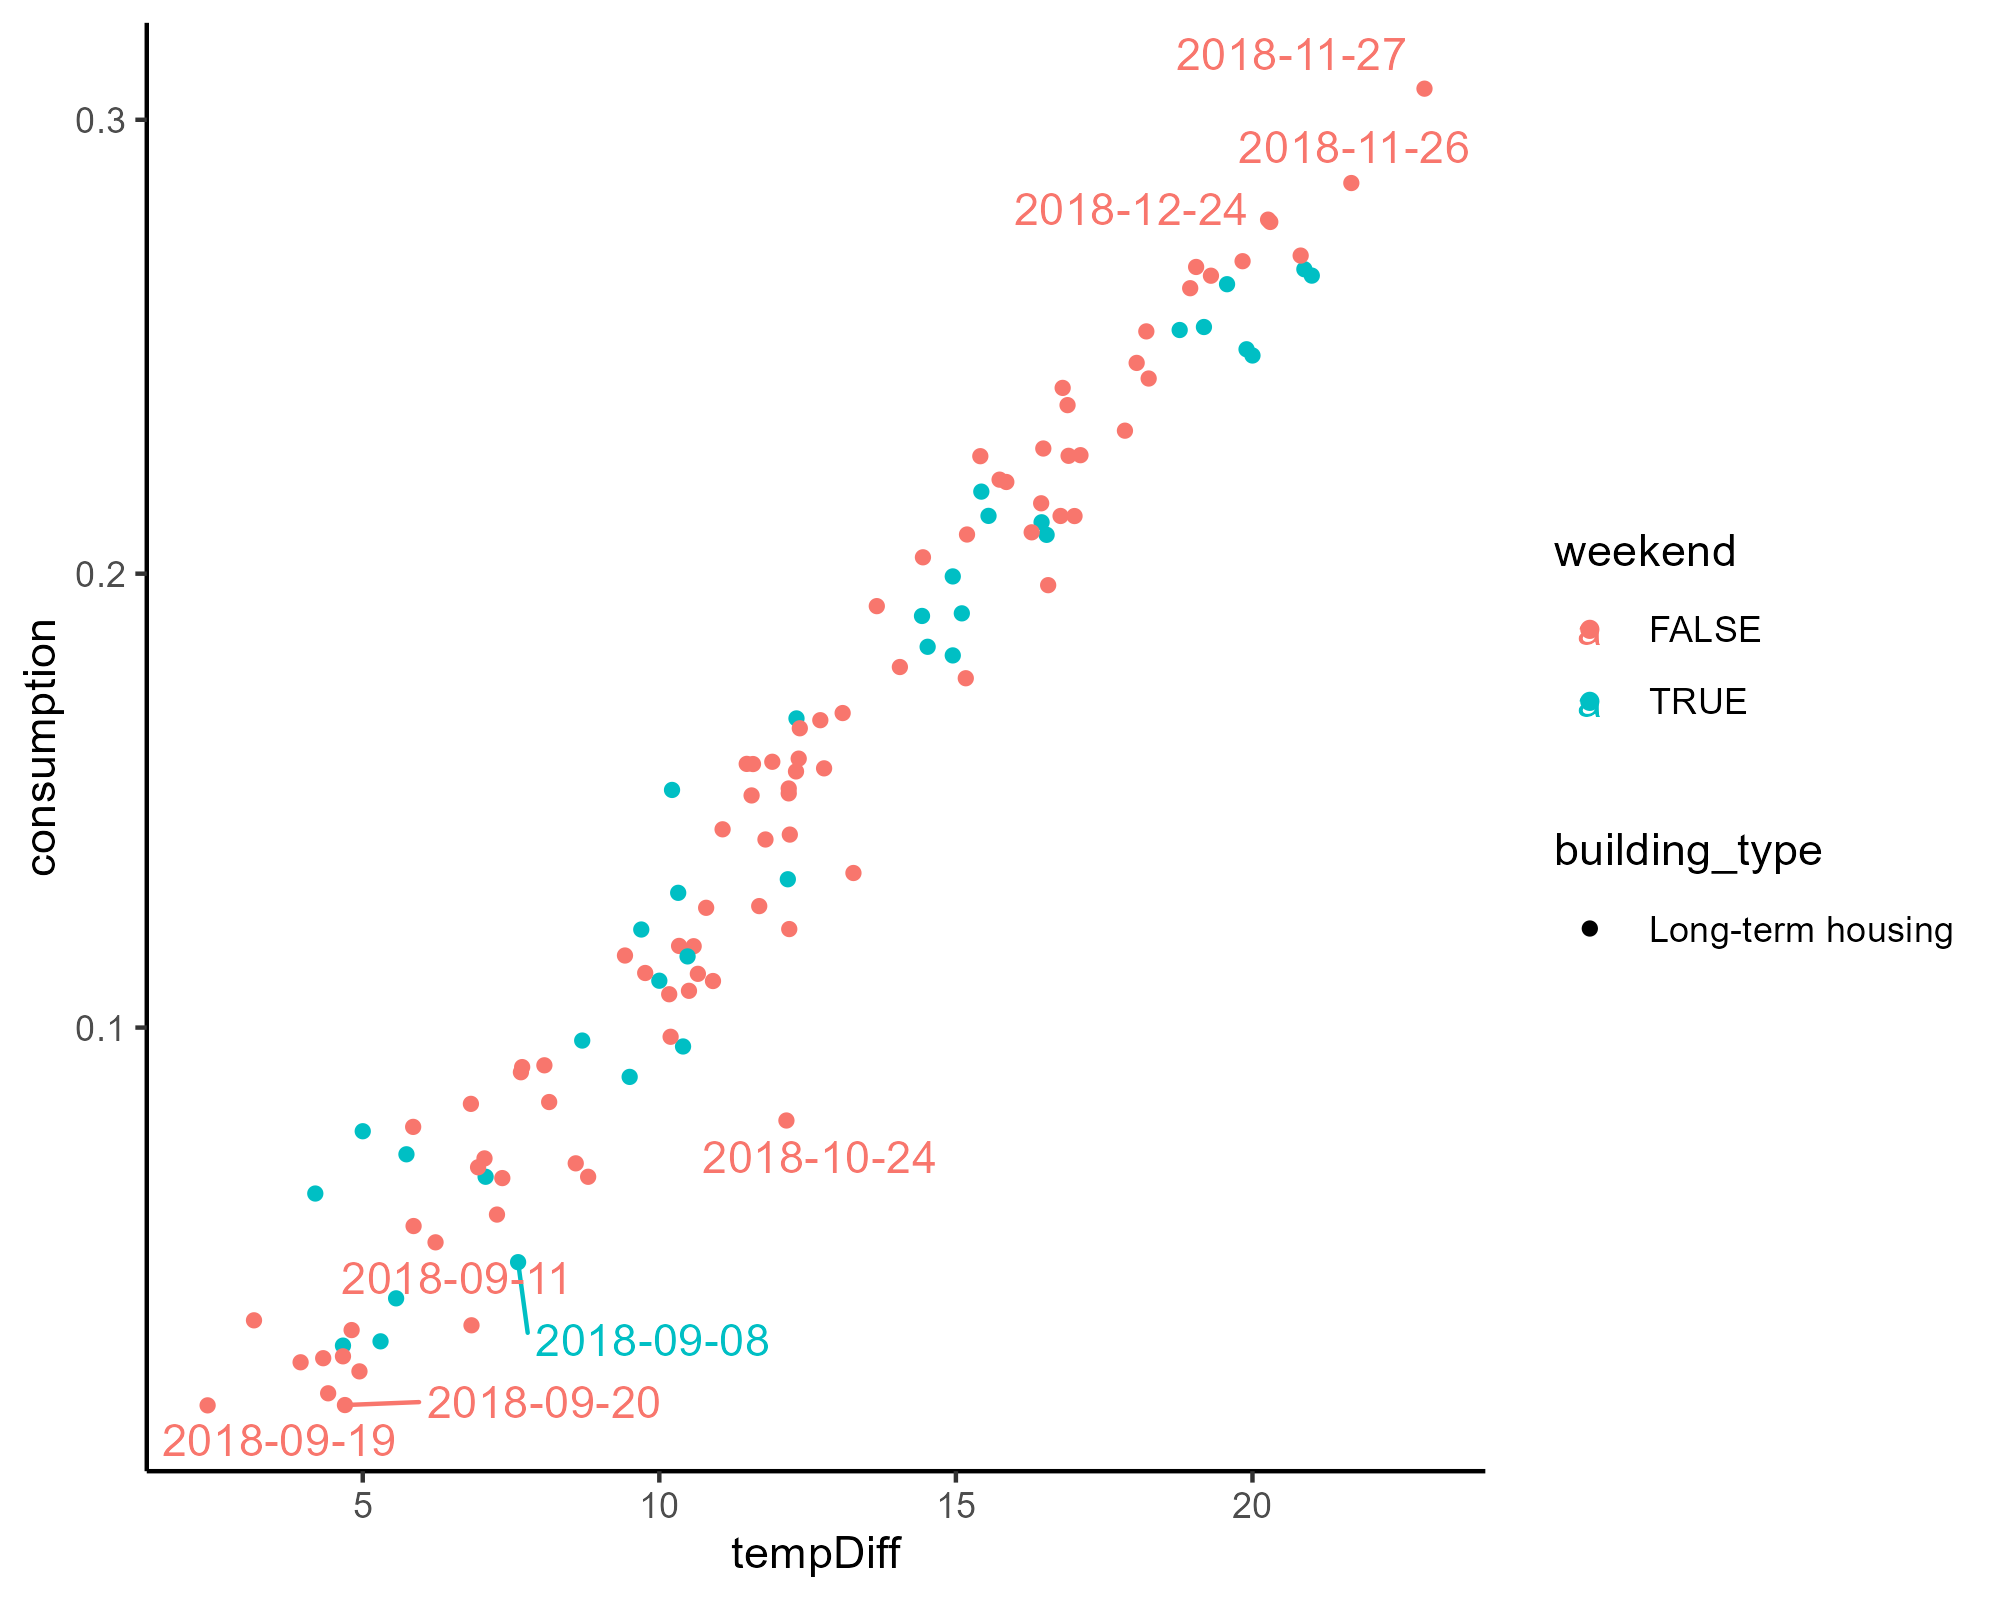 2018-11-27
0.3
2018-11-26
2018-12-24
0.2
0.1
consumption
2018-10-24
2018-09-11
2018-09-08
2018-09-20
2018-09-19
5
10
15
20
tempDiff
weekend
a FALSE
a TRUE
building_type
Long-term housing